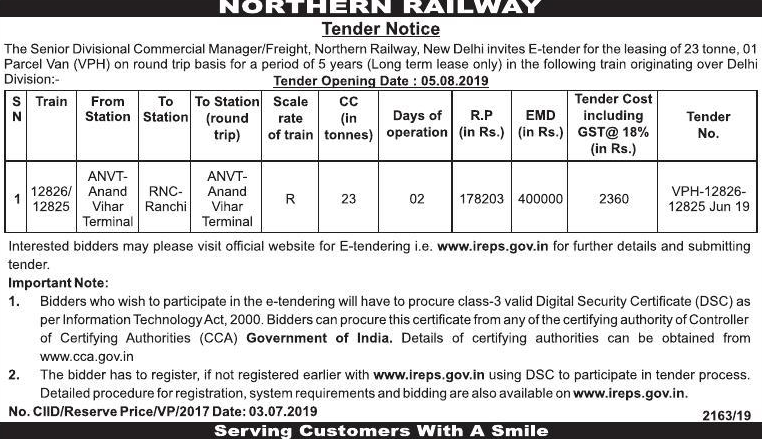 NORTHERN RAILWAY
Tender Notice
The Senior Divisional Commercial Manager/Freight, Northern Railway, New Delhi invites E-tender for the leasing of 23 tonne, 01
Parcel Van (VPH) on round trip basis for a period of 5 years (Long term lease only) in the following train originating over Delhi
Division:- Tender Opening Date : 05.08.2019
S N | Train | From Station | To Station | To Station (round trip) | Scale rate of train | CC (in tonnes) | Days of operation | R.P (in Rs.) | EMD (in Rs.) | Tender Cost including GST@ 18% (in Rs.) | Tender No.
1 | 12826/ 12825 | ANVT- Anand Vihar Terminal | RNC- Ranchi | ANVT- Anand Vihar Terminal | R | 23 | 02 | 178203 | 400000 | 2360 | VPH-12826- 12825 Jun 19
Interested bidders may please visit official website for E-tendering i.e. www.ireps.gov.in for further details and submitting
tender.
Important Note:
1. Bidders who wish to participate in the e-tendering will have to procure class-3 valid Digital Security Certificate (DSC) as
per Information Technology Act, 2000. Bidders can procure this certificate from any of the certifying authority of Controller
of Certifying Authorities (CCA) Government of India. Details of certifying authorities can be obtained from
www.cca.gov.in
2. The bidder has to register, if not registered earlier with www.ireps.gov.in using DSC to participate in tender process.
Detailed procedure for registration, system requirements and bidding are also available on www.ireps.gov.in.
No. CIID/Reserve Price/VP/2017 Date: 03.07.2019
2163/19
Serving Customers With A Smile